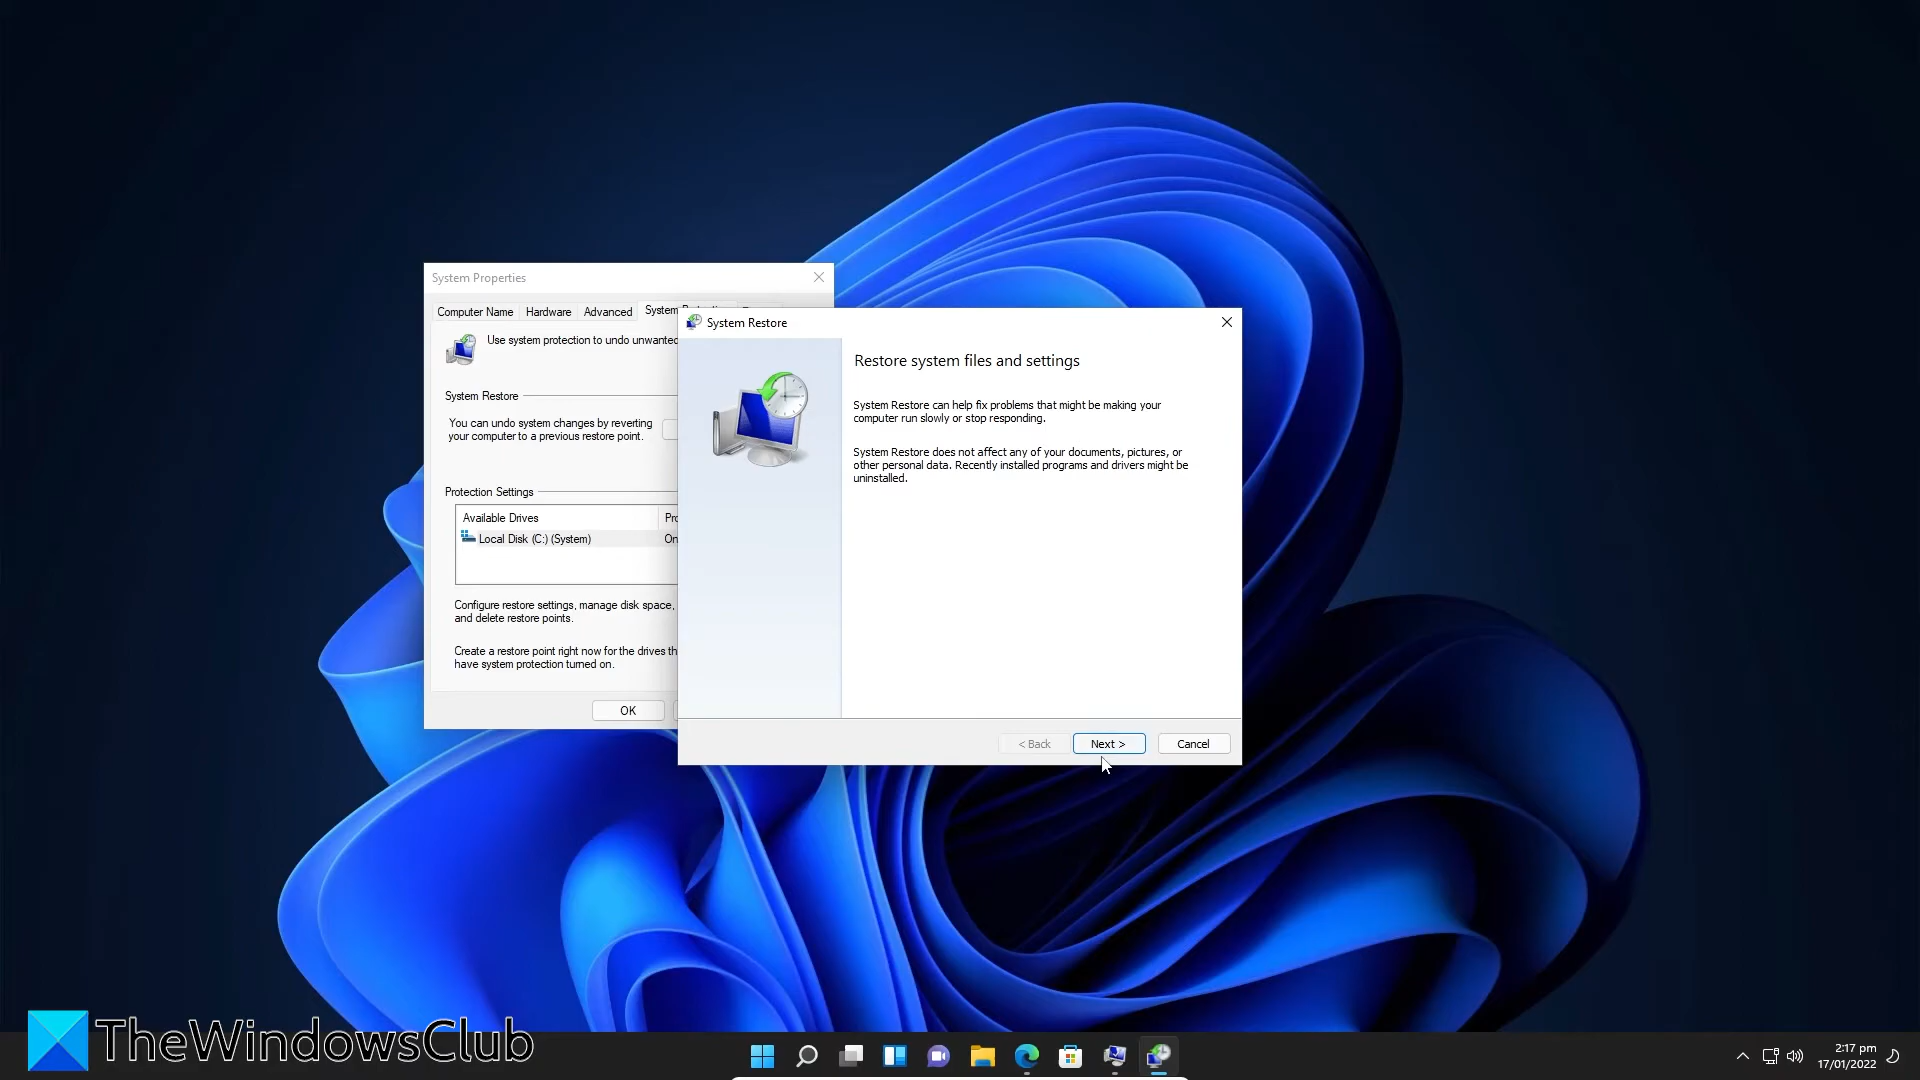 System Properties
Computer Name
Hardware
Advanced
System
Use system protection to undo unwanted
System Restore
You can undo system changes by reverting
your computer to a previous restore point.
Protection Settings
Available Drives
Local Disk (C:) (System)
On
Configure restore settings, manage disk space,
and delete restore points.
Create a restore point right now for the drives th
have system protection turned on.
OK
System Restore
Restore system files and settings
System Restore can help fix problems that might be making your
computer run slowly or stop responding.
System Restore does not affect any of your documents, pictures, or
other personal data. Recently installed programs and drivers might be
uninstalled.
< Back
Next >
Cancel
TheWindowsClub
2:17 pm
17/01/2022